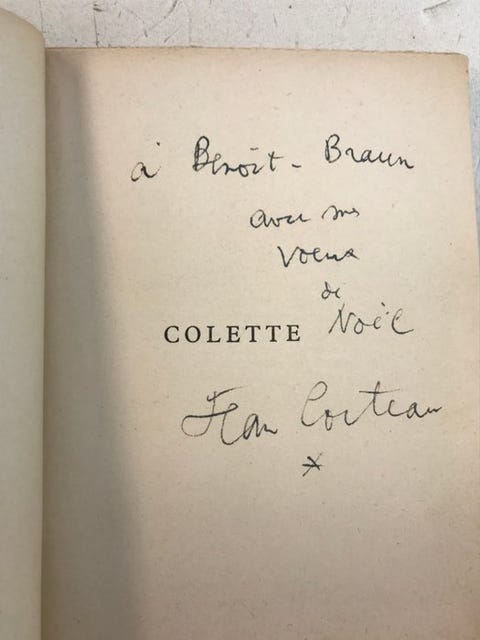 à Benoît - Braun
avec mes
Voeux
de
Noël
COLETTE
Jean Cocteau